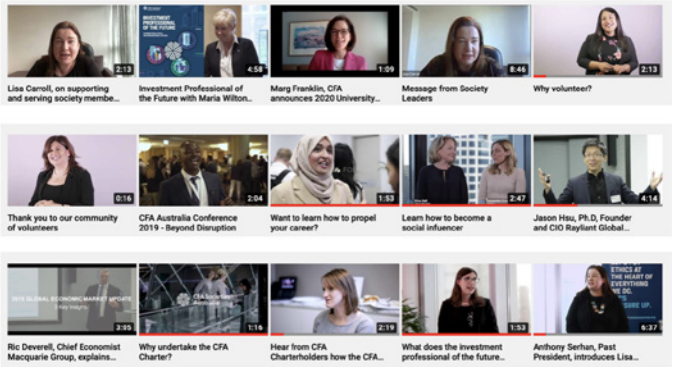 INVESTMENT
PROFESSIONAL
OF THE FUTURE
2:13
4:58
1:09
8:46
2:13
Lisa Carroll, on supporting
and serving society membe...
Investment Professional of
the Future with Maria Wilton...
Marg Franklin, CFA
announces 2020 University...
Message from Society
Leaders
Why volunteer?
0:16
2:04
1:53
2:47
4:14
Thank you to our community
of volunteers
CFA Australia Conference
2019 - Beyond Disruption
Want to learn how to propel
your career?
Learn how to become a
social infuencer
Jason Hsu, Ph.D, Founder
and CIO Rayliant Global...
2019 GLOBAL ECONOMIC MARKET UPDATE
Key Insights
3:05
CFA Societies
Australia
1:16
2:19
1:53
ETHICS AT
THE HEART OF
EVERYTHING
WE DO.
6:37
Ric Deverell, Chief Economist
Macquarie Group, explains...
Why undertake the CFA
Charter?
Hear from CFA
Charterholders how the CFA...
What does the investment
professional of the future...
Anthony Serhan, Past
President, introduces Lisa...